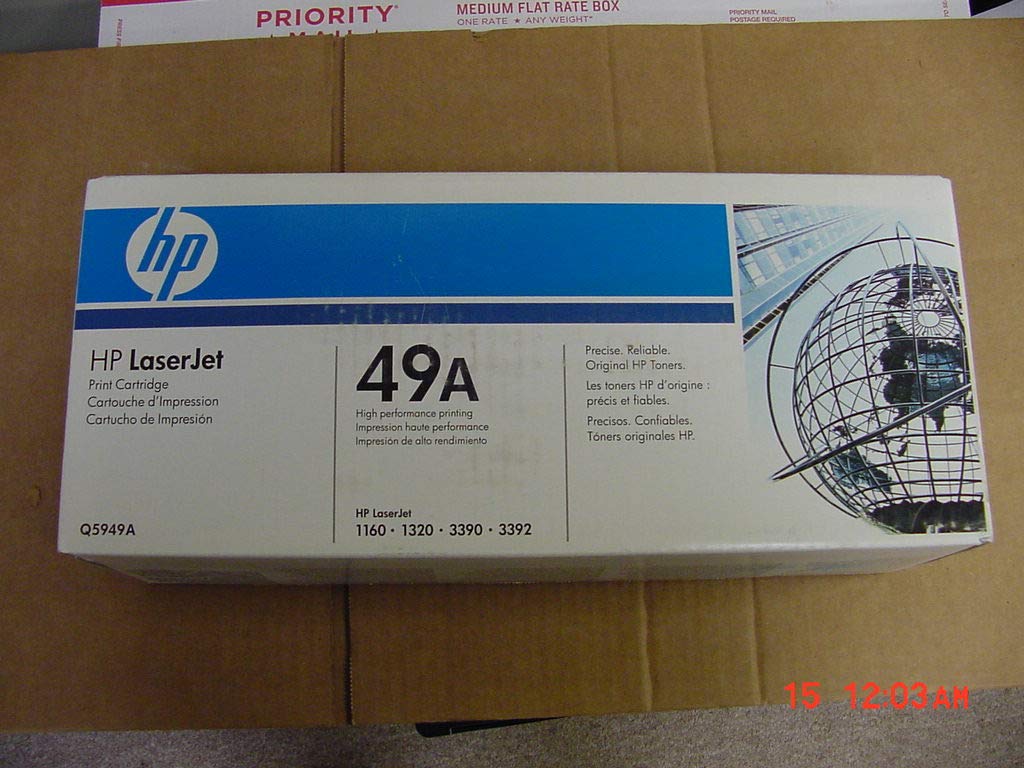 PRIORITY®
★ MAIL ★
MEDIUM FLAT RATE BOX
ONE RATE ★ ANY WEIGHT*
PRIORITY MAIL
POSTAGE REQUIRED
hp
HP LaserJet
Print Cartridge
Cartouche d'Impression
Cartucho de Impresión
Q5949A
49A
High performance printing
Impression haute performance
Impresión de alto rendimiento
HP LaserJet
1160 • 1320 • 3390 • 3392
Precise. Reliable.
Original HP Toners.
Les toners HP d'origine :
précis et fiables.
Precisos. Confiables.
Tóners originales HP.
15 12:03AM